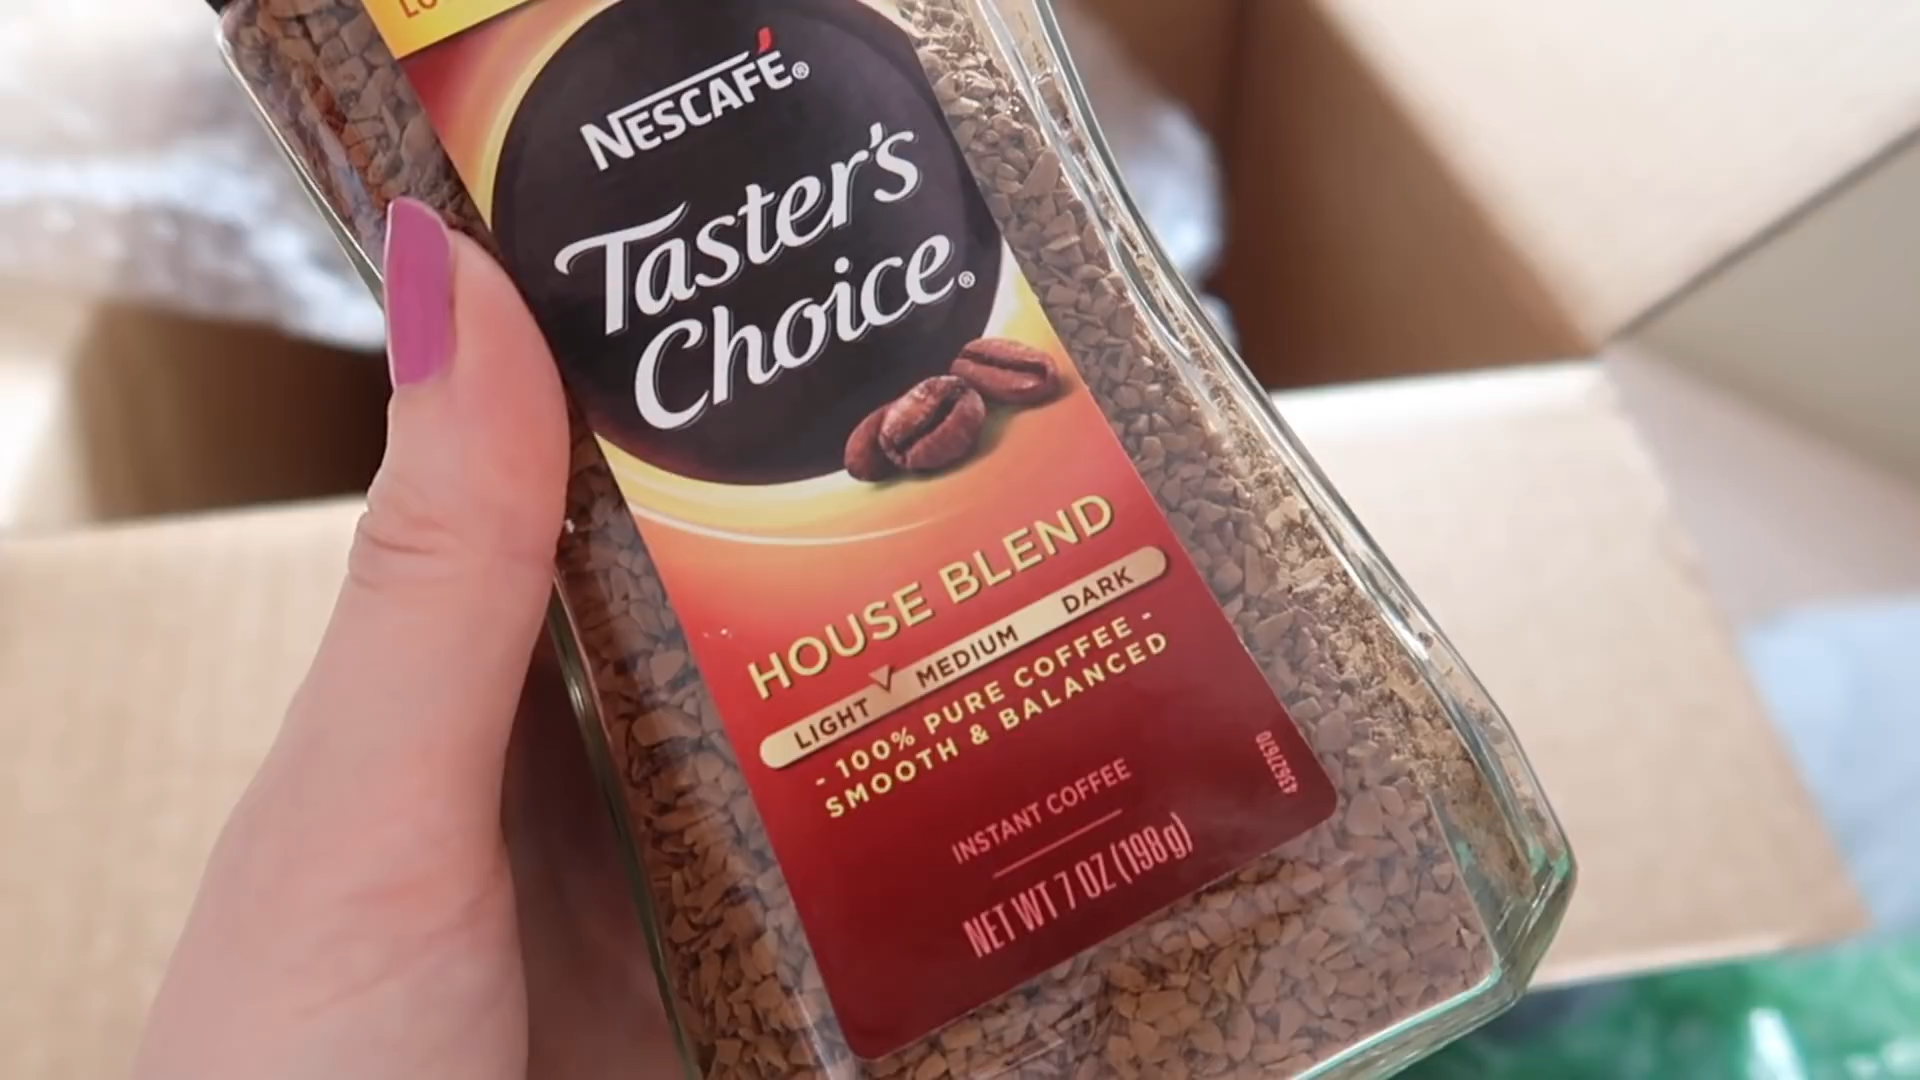 NESCAFÉ®
Taster's
Choice®
HOUSE BLEND
LIGHT MEDIUM DARK
- 100% PURE COFFEE -
SMOOTH & BALANCED
INSTANT COFFEE
NET WT 7 OZ (198g)
43627670